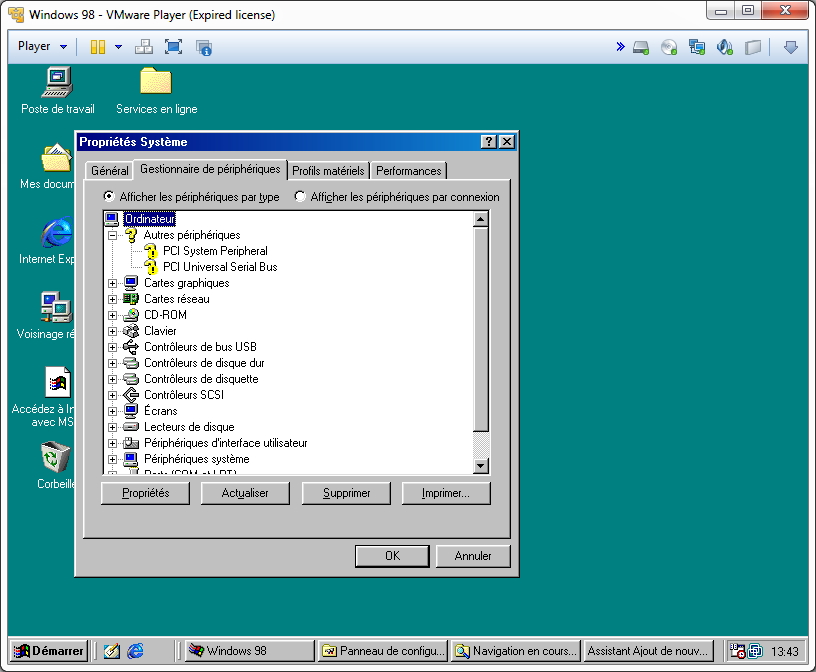 Windows 98 - VMware Player (Expired license)
Player
Poste de travail
Services en ligne
Mes docum
Internet Exp
Voisinage ré
Accédez à In
avec MS
Corbeille
Propriétés Système
Général
Gestionnaire de périphériques
Profils matériels
Performances
Afficher les périphériques par type
Afficher les périphériques par connexion
Ordinateur
Autres périphériques
PCI System Peripheral
PCI Universal Serial Bus
Cartes graphiques
Cartes réseau
CD-ROM
Clavier
Contrôleurs de bus USB
Contrôleurs de disque dur
Contrôleurs de disquette
Contrôleurs SCSI
Écrans
Lecteurs de disque
Périphériques d'interface utilisateur
Périphériques système
Ports (COM et LPT)
Propriétés
Actualiser
Supprimer
Imprimer...
OK
Annuler
Démarrer
Windows 98
Panneau de configu...
Navigation en cours...
Assistant Ajout de nouv...
13:43